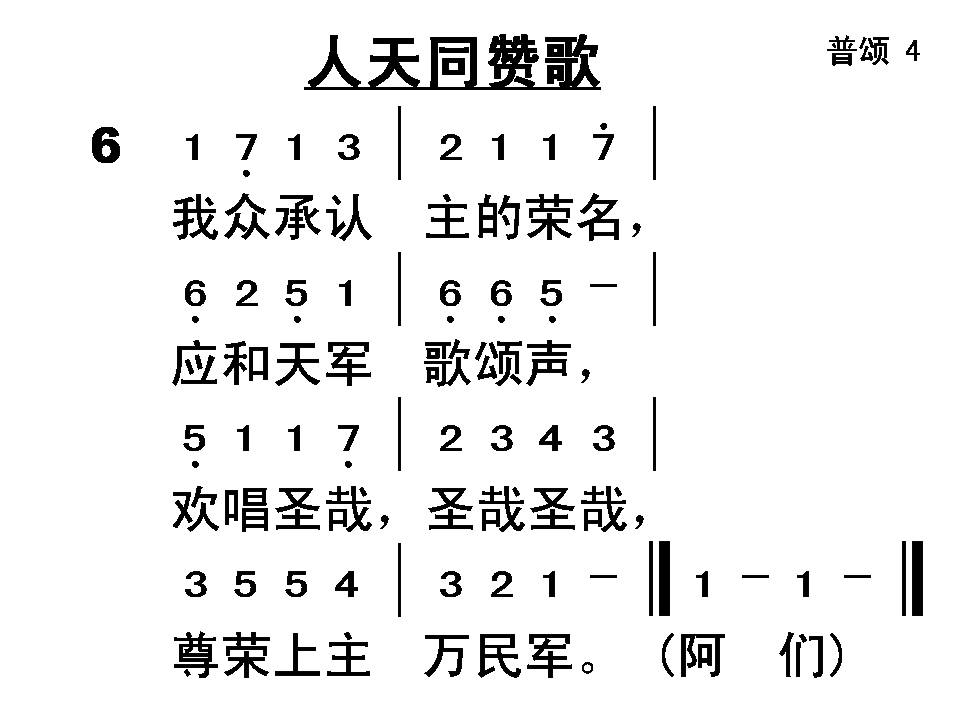 人天同赞歌
普颂 4
6 1 7̣ 1 3 | 2 1 1 7̇ |
我众承认 主的荣名，
6̣ 2 5̣ 1 | 6̣ 6̣ 5̣ － |
应和天军 歌颂声，
5̣ 1 1 7̣ | 2 3 4 3 |
欢唱圣哉，圣哉圣哉，
3 5 5 4 | 3 2 1 － ‖ 1 － 1 － ‖
尊荣上主 万民军。（阿 们）